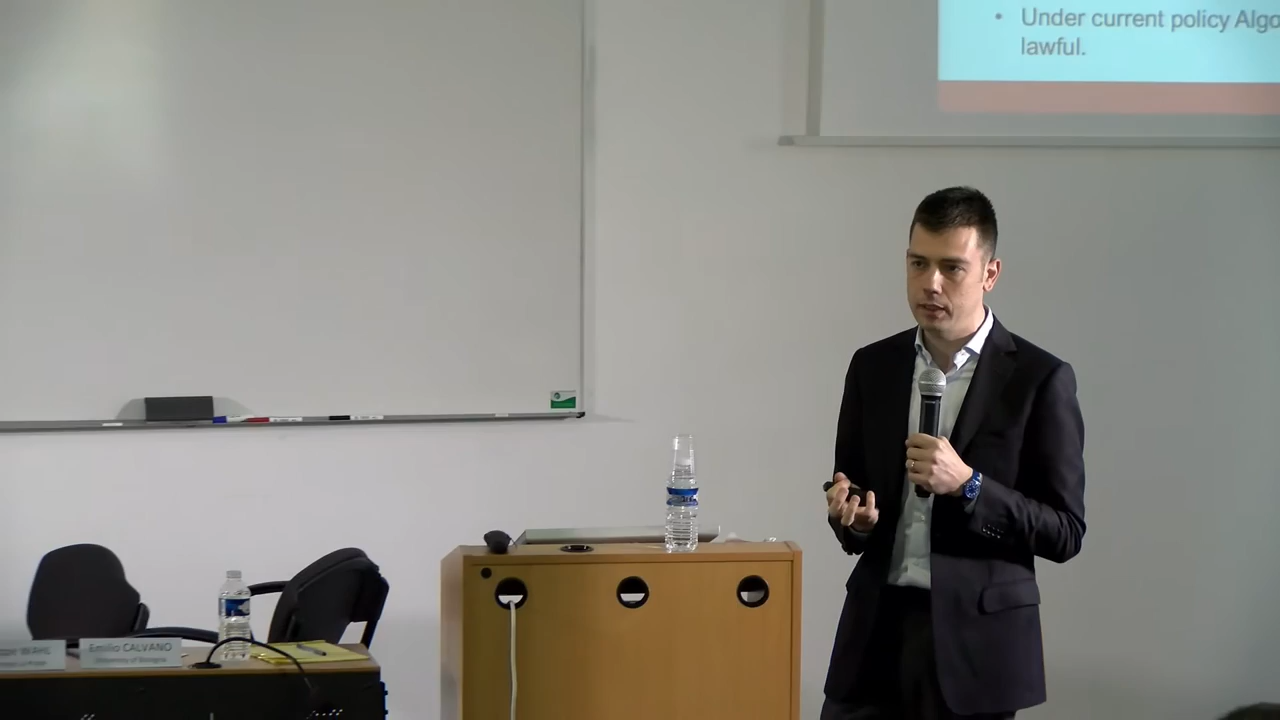 • Under current policy Algo
lawful.
Emilio CALVANO
University of Bologna